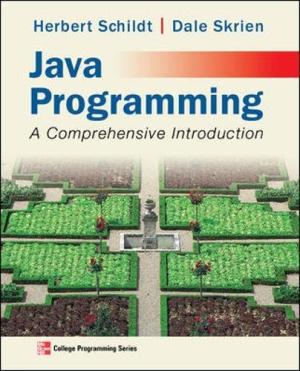 Herbert Schildt | Dale Skrien
Java
Programming
A Comprehensive Introduction
College Programming Series